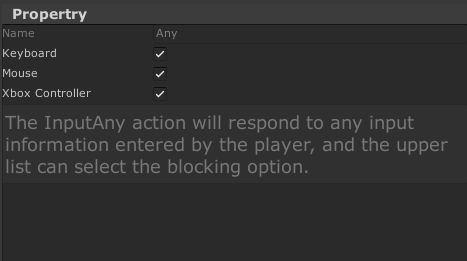 Propertry
Name Any
Keyboard
Mouse
Xbox Controller
The InputAny action will respond to any input
information entered by the player, and the upper
list can select the blocking option.